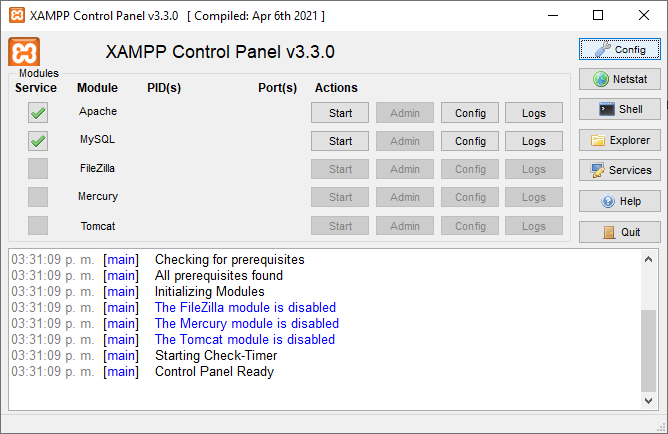 XAMPP Control Panel v3.3.0 [ Compiled: Apr 6th 2021 ]
XAMPP Control Panel v3.3.0
Config
Modules
Service Module PID(s) Port(s) Actions
Netstat
Apache Start Admin Config Logs
Shell
MySQL Start Admin Config Logs
Explorer
FileZilla Start Admin Config Logs
Services
Mercury Start Admin Config Logs
Help
Tomcat Start Admin Config Logs
Quit
03:31:09 p. m. [main] Checking for prerequisites
03:31:09 p. m. [main] All prerequisites found
03:31:09 p. m. [main] Initializing Modules
03:31:09 p. m. [main] The FileZilla module is disabled
03:31:09 p. m. [main] The Mercury module is disabled
03:31:09 p. m. [main] The Tomcat module is disabled
03:31:09 p. m. [main] Starting Check-Timer
03:31:09 p. m. [main] Control Panel Ready